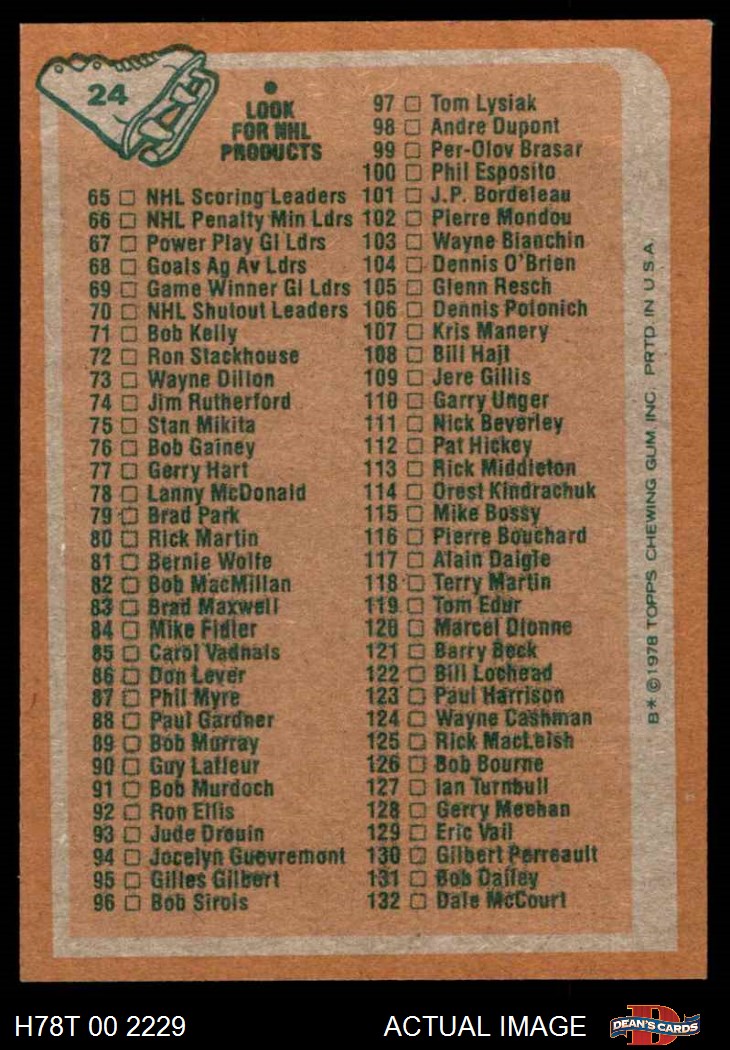 24
LOOK
FOR NHL
PRODUCTS
65 NHL Scoring Leaders
66 NHL Penalty Min Ldrs
67 Power Play Gl Ldrs
68 Goals Ag Av Ldrs
69 Game Winner Gl Ldrs
70 NHL Shutout Leaders
71 Bob Kelly
72 Ron Stackhouse
73 Wayne Dillon
74 Jim Rutherford
75 Stan Mikita
76 Bob Gainey
77 Gerry Hart
78 Lanny McDonald
79 Brad Park
80 Rick Martin
81 Bernie Wolfe
82 Bob MacMillan
83 Brad Maxwell
84 Mike Fidler
85 Carol Vadnais
86 Don Lever
87 Phil Myre
88 Paul Gardner
89 Bob Murray
90 Guy Lafleur
91 Bob Murdoch
92 Ron Ellis
93 Jude Drouin
94 Jocelyn Guevremont
95 Gilles Gilbert
96 Bob Sirois
97 Tom Lysiak
98 Andre Dupont
99 Per-Olov Brasar
100 Phil Esposito
101 J.P. Bordeleau
102 Pierre Mondou
103 Wayne Bianchin
104 Dennis O'Brien
105 Glenn Resch
106 Dennis Polonich
107 Kris Manery
108 Bill Hajt
109 Jere Gillis
110 Garry Unger
111 Nick Beverley
112 Pat Hickey
113 Rick Middleton
114 Orest Kindrachuk
115 Mike Bossy
116 Pierre Bouchard
117 Alain Daigle
118 Terry Martin
119 Tom Edur
120 Marcel Dionne
121 Barry Beck
122 Bill Lochead
123 Paul Harrison
124 Wayne Cashman
125 Rick MacLeish
126 Bob Bourne
127 Ian Turnbull
128 Gerry Meehan
129 Eric Vail
130 Gilbert Perreault
131 Bob Dailey
132 Dale McCourt
B* © 1978 TOPPS CHEWING GUM INC. PRTD. IN U.S.A.
H78T 00 2229
ACTUAL IMAGE
DEAN'S CARDS